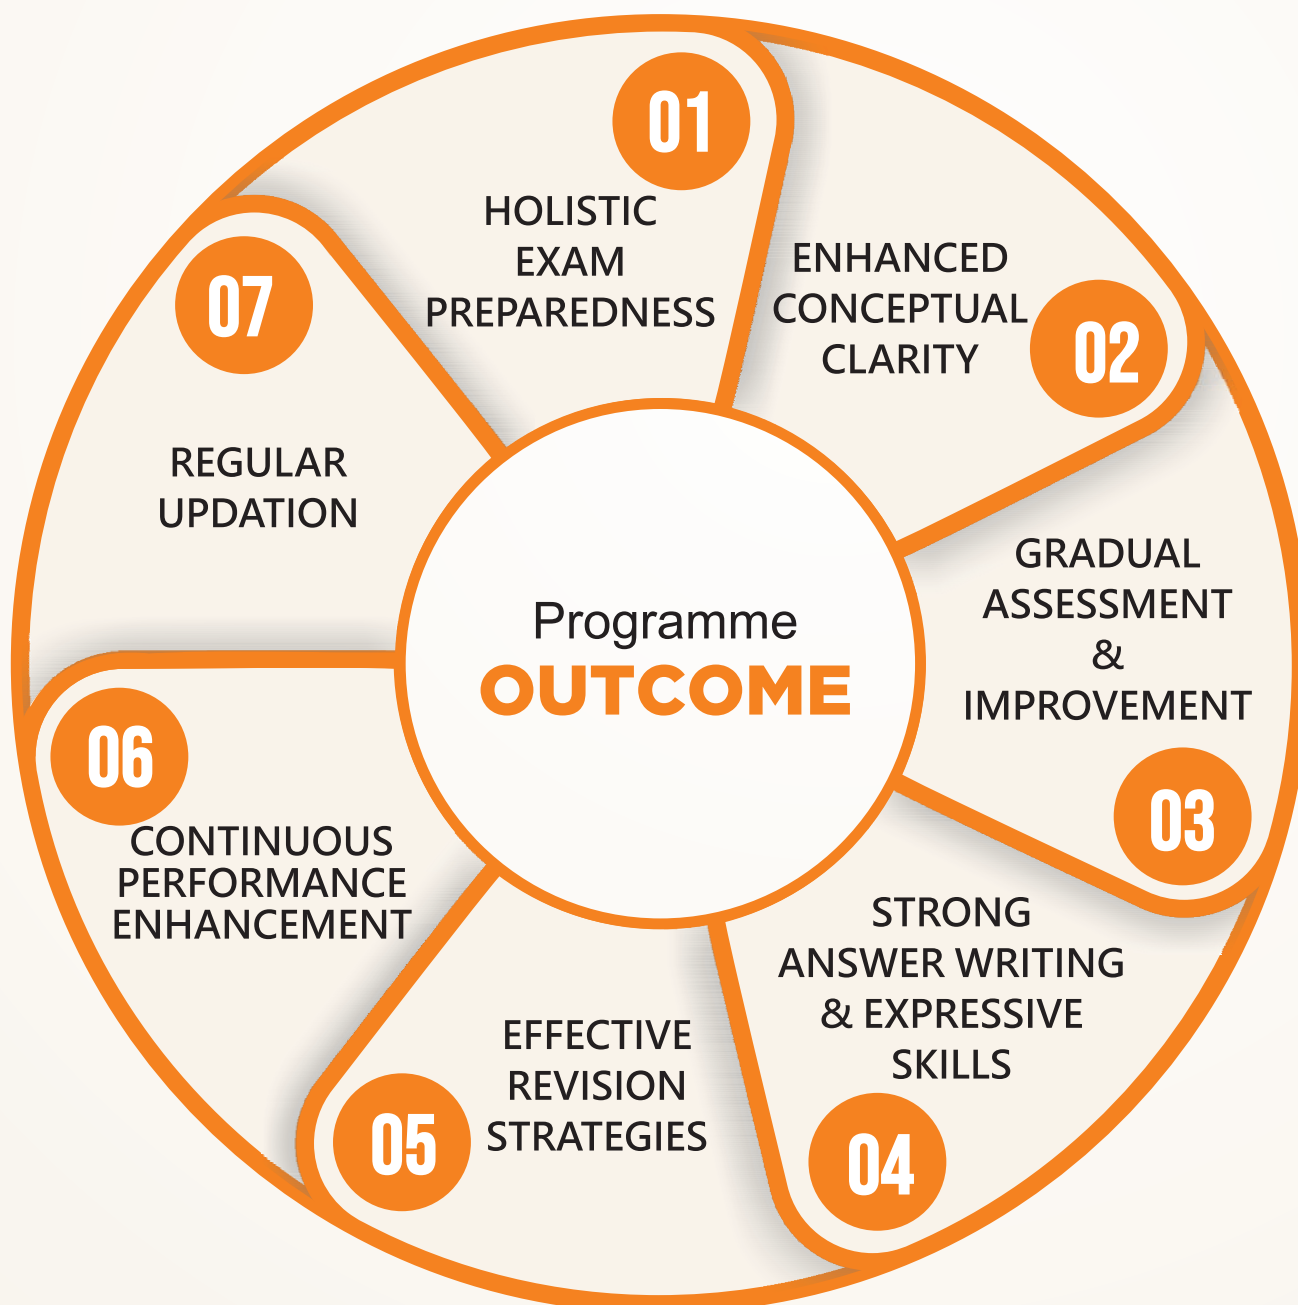 Programme
OUTCOME
01
HOLISTIC
EXAM
PREPAREDNESS
ENHANCED
CONCEPTUAL
CLARITY
02
GRADUAL
ASSESSMENT
&
IMPROVEMENT
03
STRONG
ANSWER WRITING
& EXPRESSIVE
SKILLS
04
EFFECTIVE
REVISION
STRATEGIES
05
06
CONTINUOUS
PERFORMANCE
ENHANCEMENT
07
REGULAR
UPDATION